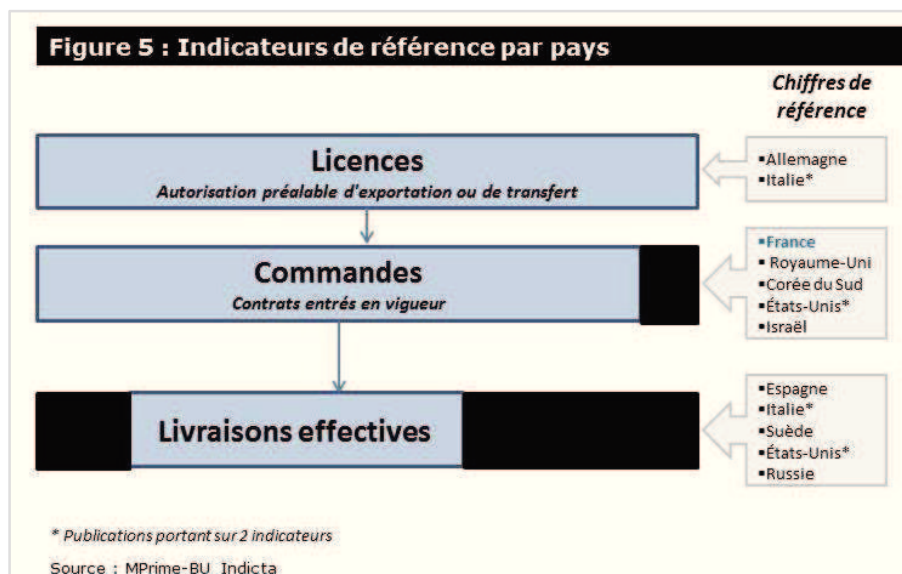 Figure 5 : Indicateurs de référence par pays
Chiffres de
référence
Licences
Autorisation préalable d'exportation ou de transfert
▪Allemagne
▪Italie*
Commandes
Contrats entrés en vigueur
▪France
▪ Royaume-Uni
▪Corée du Sud
▪États-Unis*
▪Israël
Livraisons effectives
▪Espagne
▪Italie*
▪Suède
▪États-Unis*
▪Russie
* Publications portant sur 2 indicateurs
Source : MPrime-BU Indicta